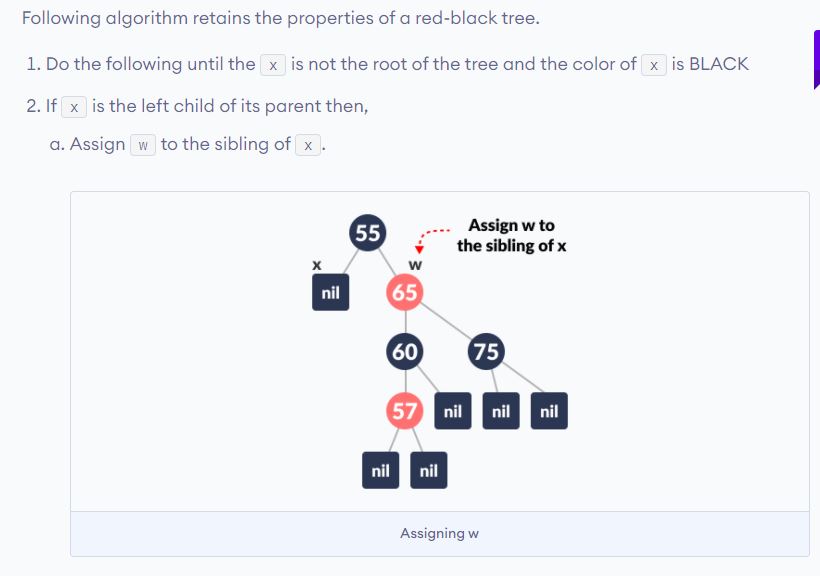 Following algorithm retains the properties of a red-black tree.
1. Do the following until the x is not the root of the tree and the color of x is BLACK
2. If x is the left child of its parent then,
a. Assign w to the sibling of x.
55
Assign w to
the sibling of x
x
w
nil
65
60
75
57
nil
nil
nil
nil
nil
Assigning w